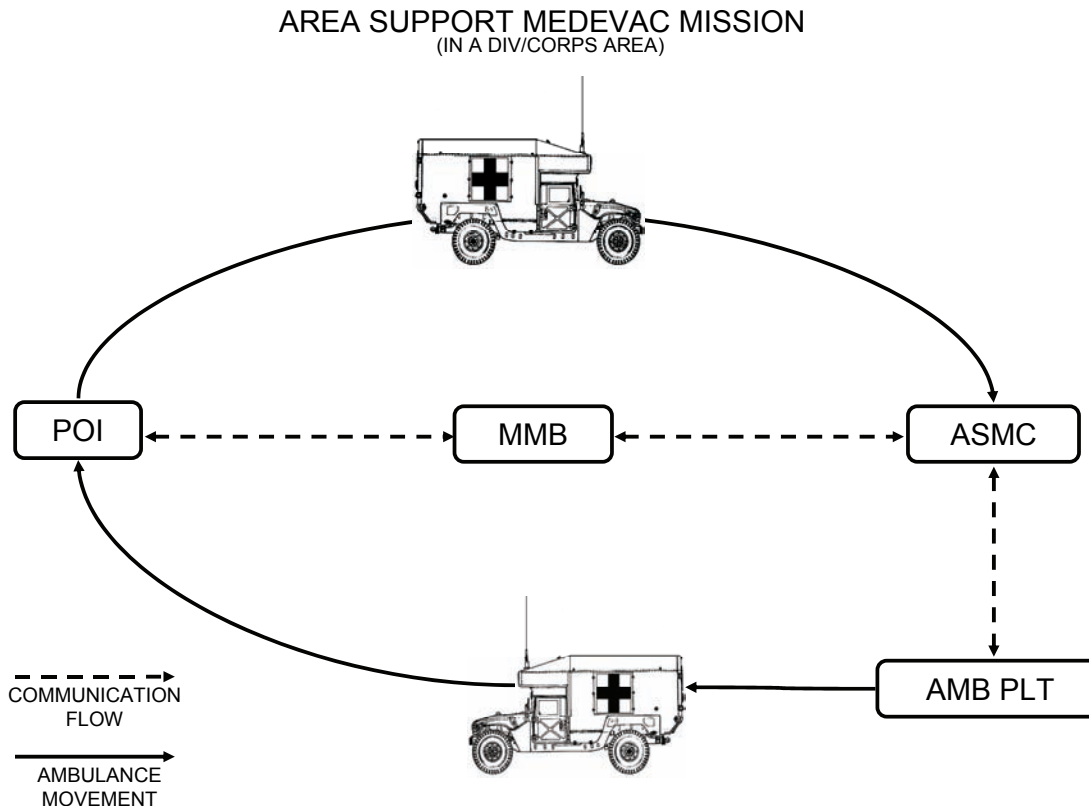 AREA SUPPORT MEDEVAC MISSION
(IN A DIV/CORPS AREA)
POI
MMB
ASMC
AMB PLT
COMMUNICATION
FLOW
AMBULANCE
MOVEMENT